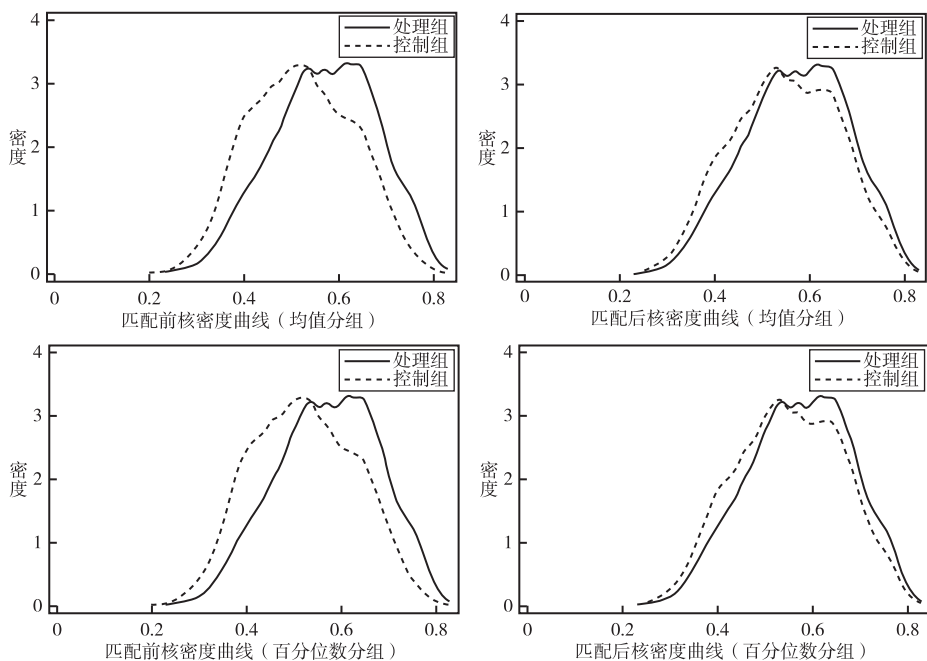 4
3
2
1
0
密度
处理组
控制组
0 0.2 0.4 0.6 0.8
匹配前核密度曲线（均值分组）
4
3
2
1
0
密度
处理组
控制组
0 0.2 0.4 0.6 0.8
匹配后核密度曲线（均值分组）
4
3
2
1
0
密度
处理组
控制组
0 0.2 0.4 0.6 0.8
匹配前核密度曲线（百分位数分组）
4
3
2
1
0
密度
处理组
控制组
0 0.2 0.4 0.6 0.8
匹配后核密度曲线（百分位数分组）